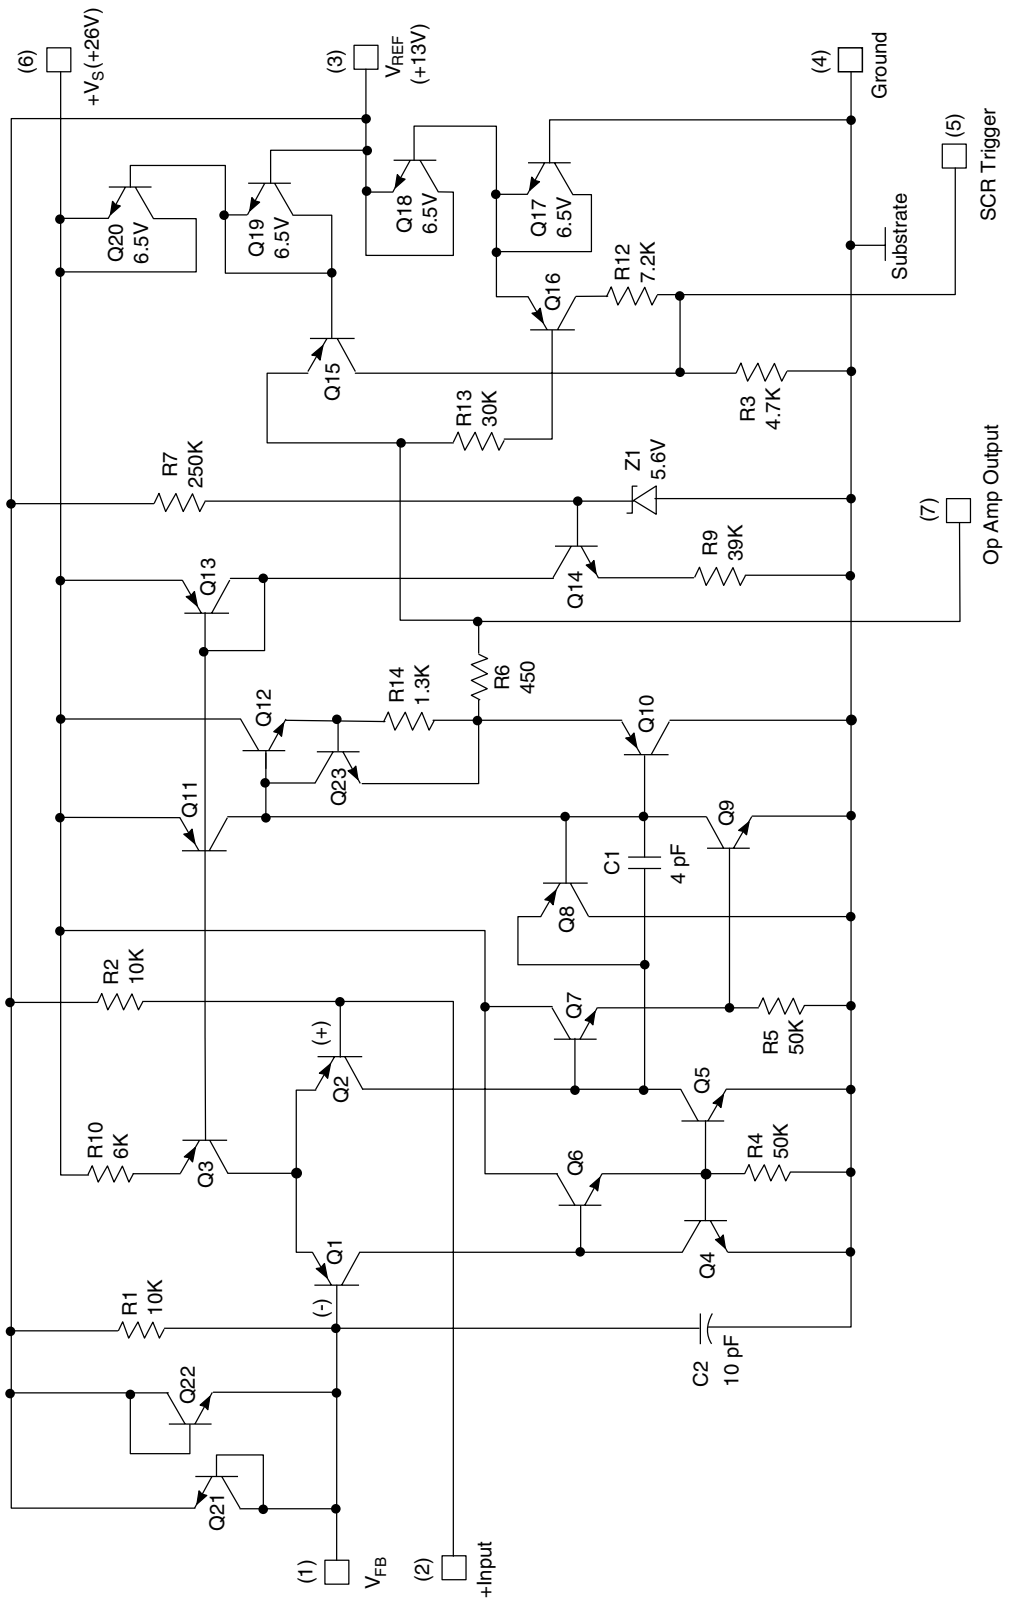 (6)
+VS(+26V)
(3)
VREF
(+13V)
(4)
Ground
(5)
SCR Trigger
Substrate
(7)
Op Amp Output
Q20
6.5V
Q19
6.5V
Q18
6.5V
Q17
6.5V
Q16
R12
7.2K
Q15
R13
30K
R3
4.7K
R7
250K
Z1
5.6V
Q13
Q14
R9
39K
Q12
R14
1.3K
R6
450
Q23
Q10
Q11
Q9
C1
4 pF
Q8
R2
10K
(+)
Q2
Q7
R5
50K
Q5
R10
6K
Q3
Q6
R4
50K
Q1
(-)
Q4
R1
10K
C2
10 pF
Q22
Q21
(1)
VFB
(2)
+Input